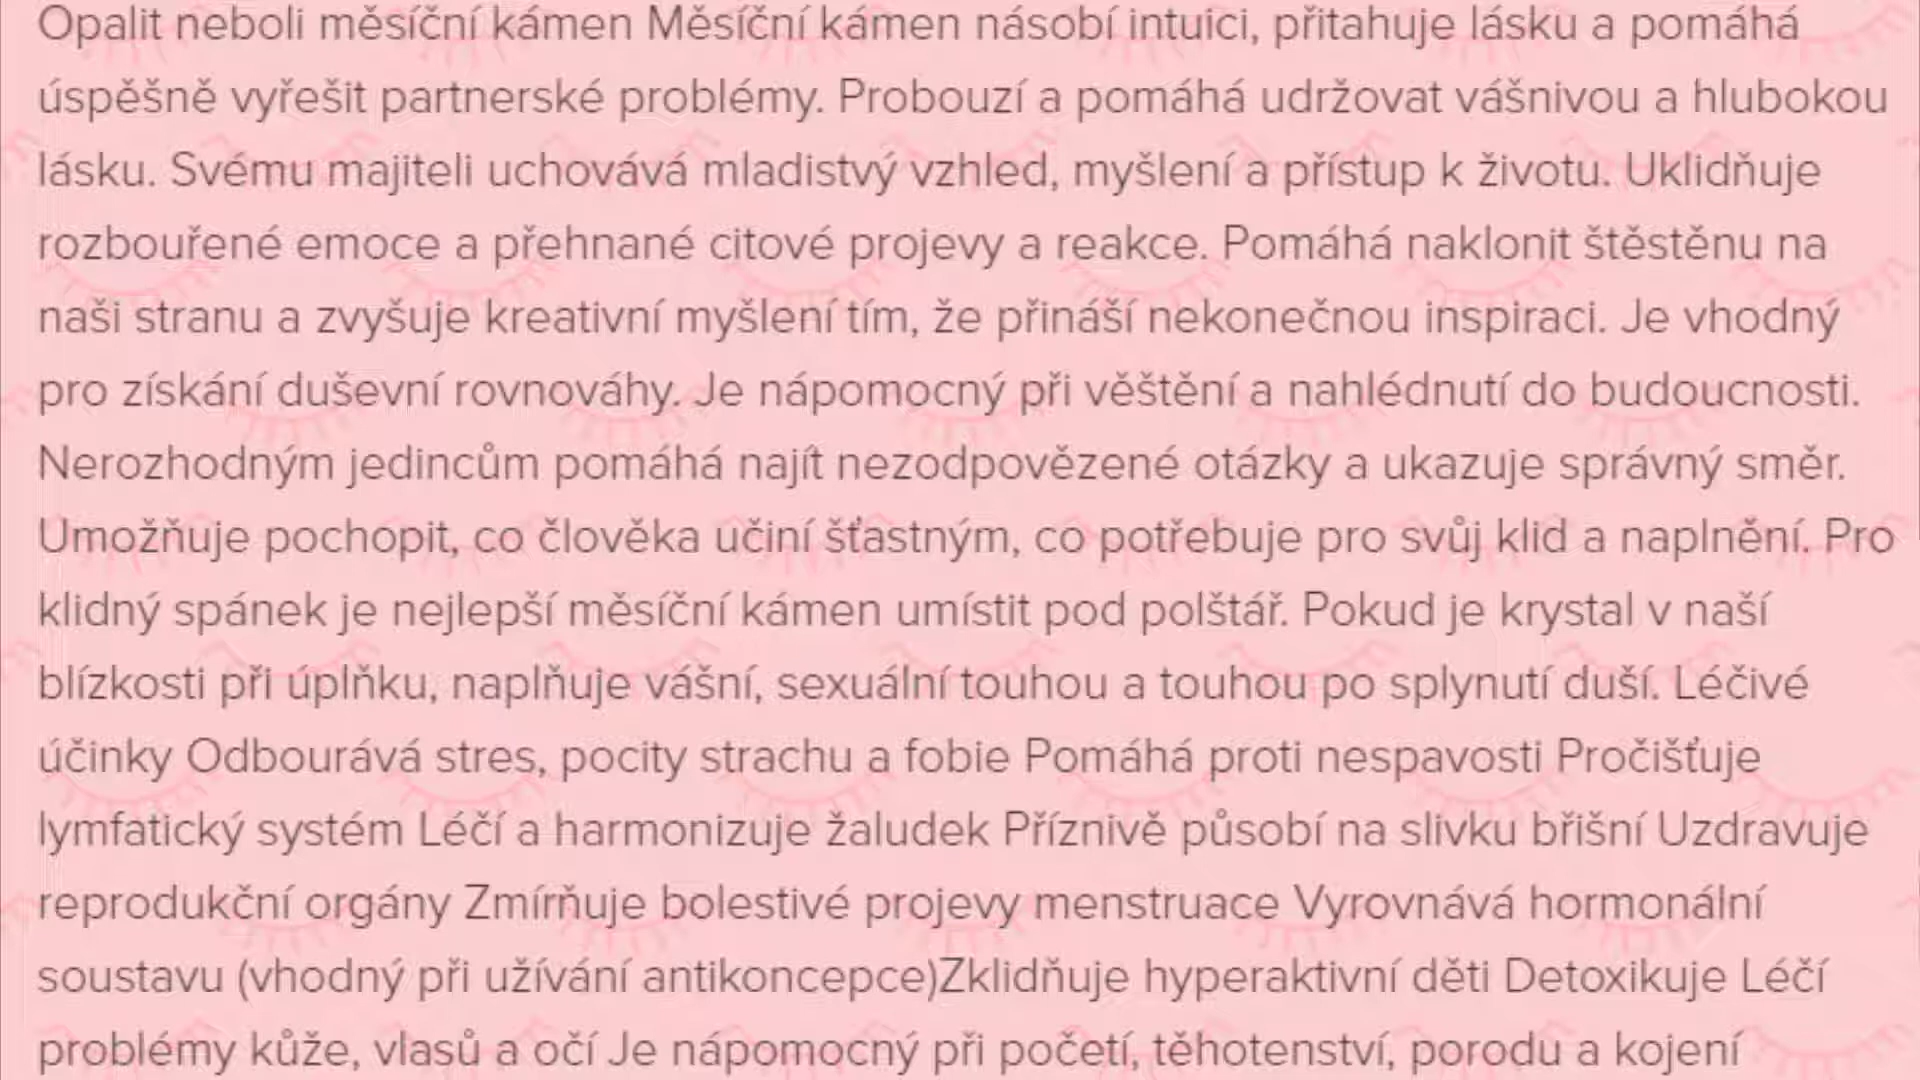 Opalit neboli měsíční kámen Měsíční kámen násobí intuici, přitahuje lásku a pomáhá
úspěšně vyřešit partnerské problémy. Probouzí a pomáhá udržovat vášnivou a hlubokou
lásku. Svému majiteli uchovává mladistvý vzhled, myšlení a přístup k životu. Uklidňuje
rozbouřené emoce a přehnané citové projevy a reakce. Pomáhá naklonit štěstěnu na
naši stranu a zvyšuje kreativní myšlení tím, že přináší nekonečnou inspiraci. Je vhodný
pro získání duševní rovnováhy. Je nápomocný při věštění a nahlédnutí do budoucnosti.
Nerozhodným jedincům pomáhá najít nezodpovězené otázky a ukazuje správný směr.
Umožňuje pochopit, co člověka učiní šťastným, co potřebuje pro svůj klid a naplnění. Pro
klidný spánek je nejlepší měsíční kámen umístit pod polštář. Pokud je krystal v naší
blízkosti při úplňku, naplňuje vášní, sexuální touhou a touhou po splynutí duší. Léčivé
účinky Odbourává stres, pocity strachu a fobie Pomáhá proti nespavosti Pročišťuje
lymfatický systém Léčí a harmonizuje žaludek Příznivě působí na slivku břišní Uzdravuje
reprodukční orgány Zmírňuje bolestivé projevy menstruace Vyrovnává hormonální
soustavu (vhodný při užívání antikoncepce)Zklidňuje hyperaktivní děti Detoxikuje Léčí
problémy kůže, vlasů a očí Je nápomocný při početí, těhotenství, porodu a kojení